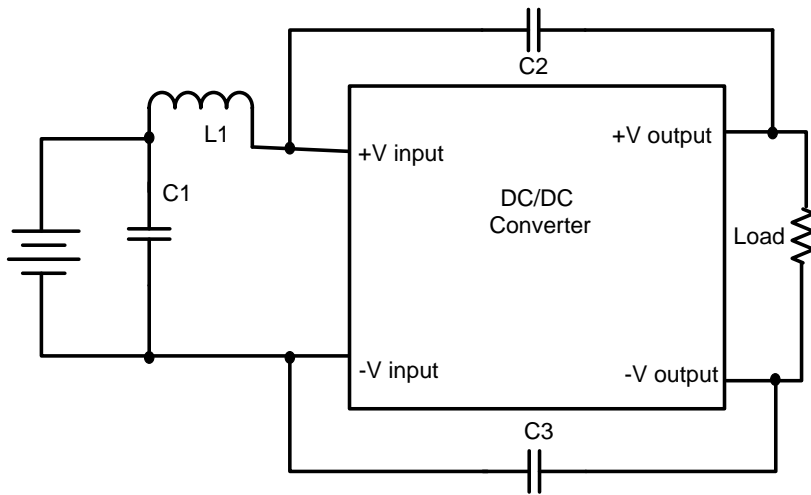 C2
L1
+V input
+V output
C1
DC/DC
Converter
Load
-V input
-V output
C3